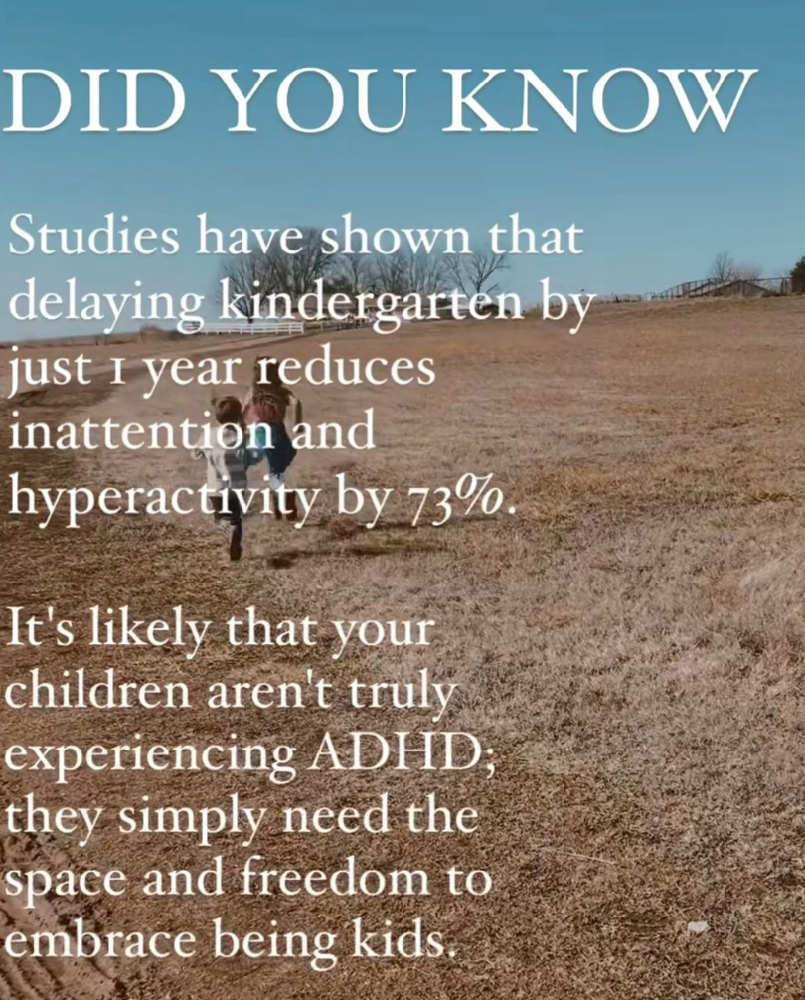 DID YOU KNOW
Studies have shown that
delaying kindergarten by
just 1 year reduces
inattention and
hyperactivity by 73%.
It's likely that your
children aren't truly
experiencing ADHD;
they simply need the
space and freedom to
embrace being kids.